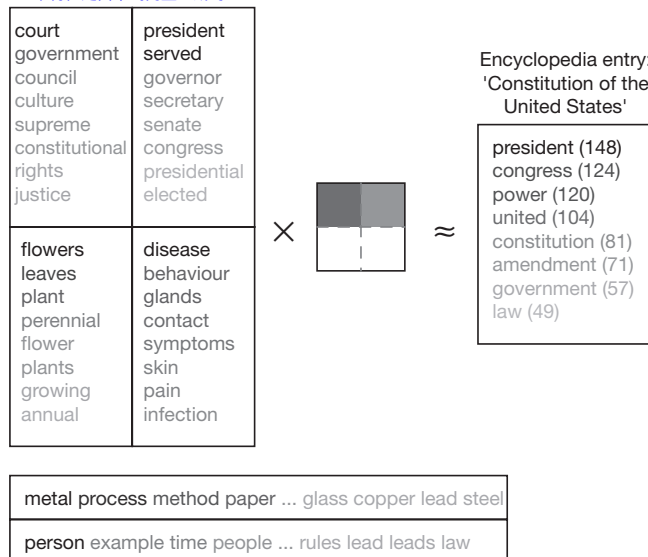 court
government
council
culture
supreme
constitutional
rights
justice
president
served
governor
secretary
senate
congress
presidential
elected
flowers
leaves
plant
perennial
flower
plants
growing
annual
disease
behaviour
glands
contact
symptoms
skin
pain
infection
×
≈
Encyclopedia entry:
'Constitution of the
United States'
president (148)
congress (124)
power (120)
united (104)
constitution (81)
amendment (71)
government (57)
law (49)
metal process method paper ... glass copper lead steel
person example time people ... rules lead leads law